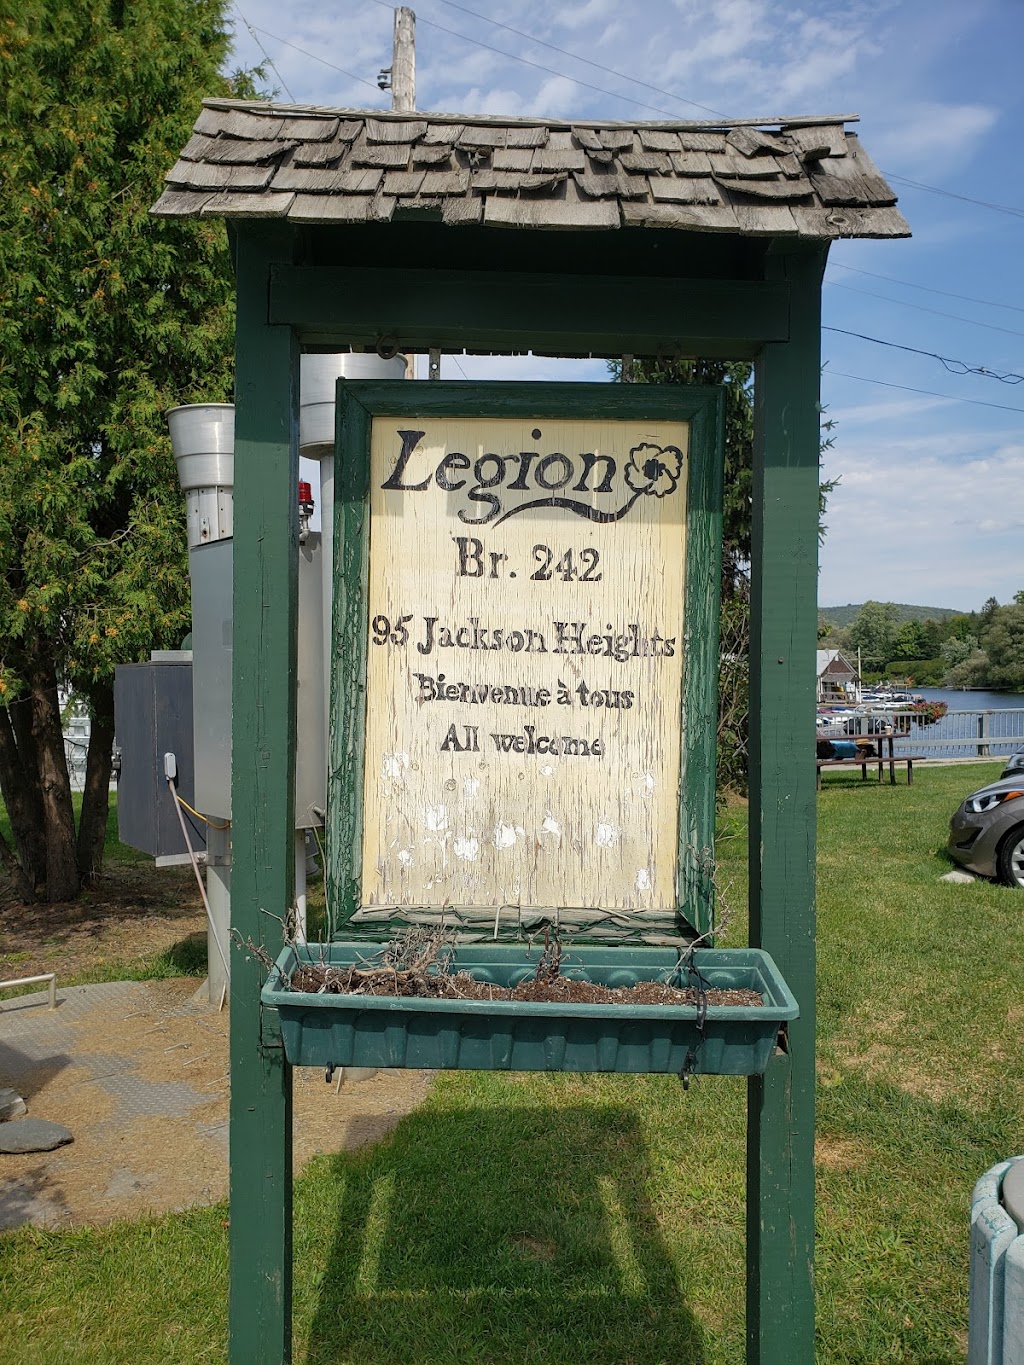 Legion
Br. 242
95 Jackson Heights
Bienvenue à tous
All welcome